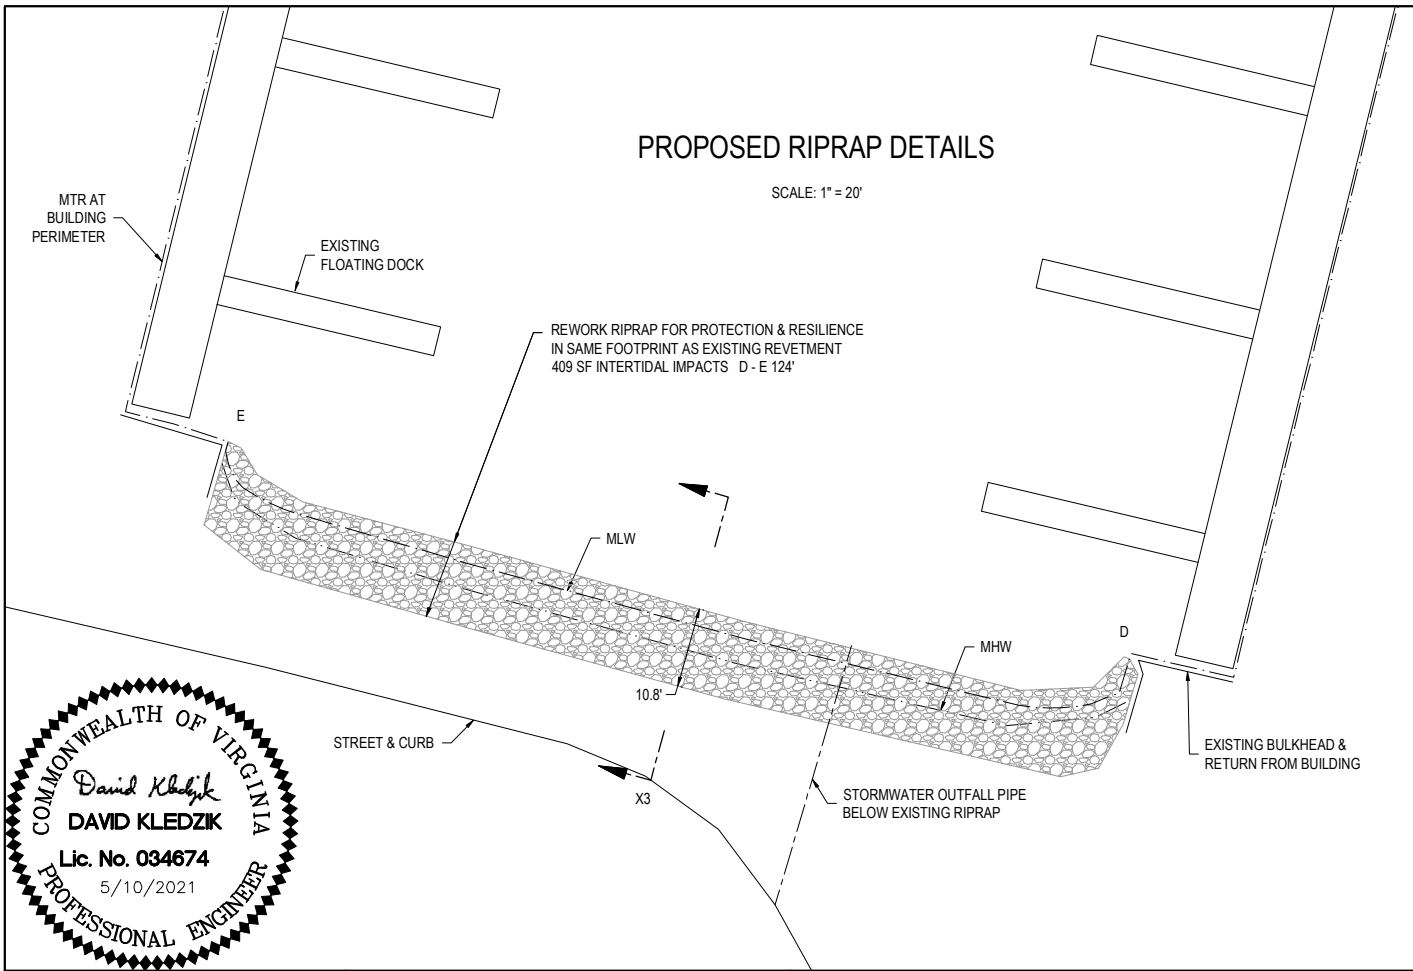 PROPOSED RIPRAP DETAILS
SCALE: 1" = 20'
MTR AT
BUILDING
PERIMETER
EXISTING
FLOATING DOCK
REWORK RIPRAP FOR PROTECTION & RESILIENCE
IN SAME FOOTPRINT AS EXISTING REVETMENT
409 SF INTERTIDAL IMPACTS D - E 124'
E
MLW
D
MHW
10.8'
STREET & CURB
X3
EXISTING BULKHEAD &
RETURN FROM BUILDING
STORMWATER OUTFALL PIPE
BELOW EXISTING RIPRAP
COMMONWEALTH OF VIRGINIA
David Kledzik
DAVID KLEDZIK
Lic. No. 034674
5/10/2021
PROFESSIONAL ENGINEER